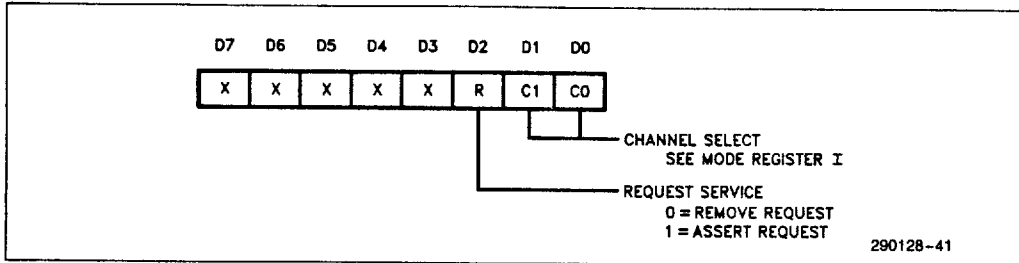 D7 D6 D5 D4 D3 D2 D1 D0
X X X X X R C1 C0
CHANNEL SELECT
SEE MODE REGISTER I
REQUEST SERVICE
0 = REMOVE REQUEST
1 = ASSERT REQUEST
290128-41